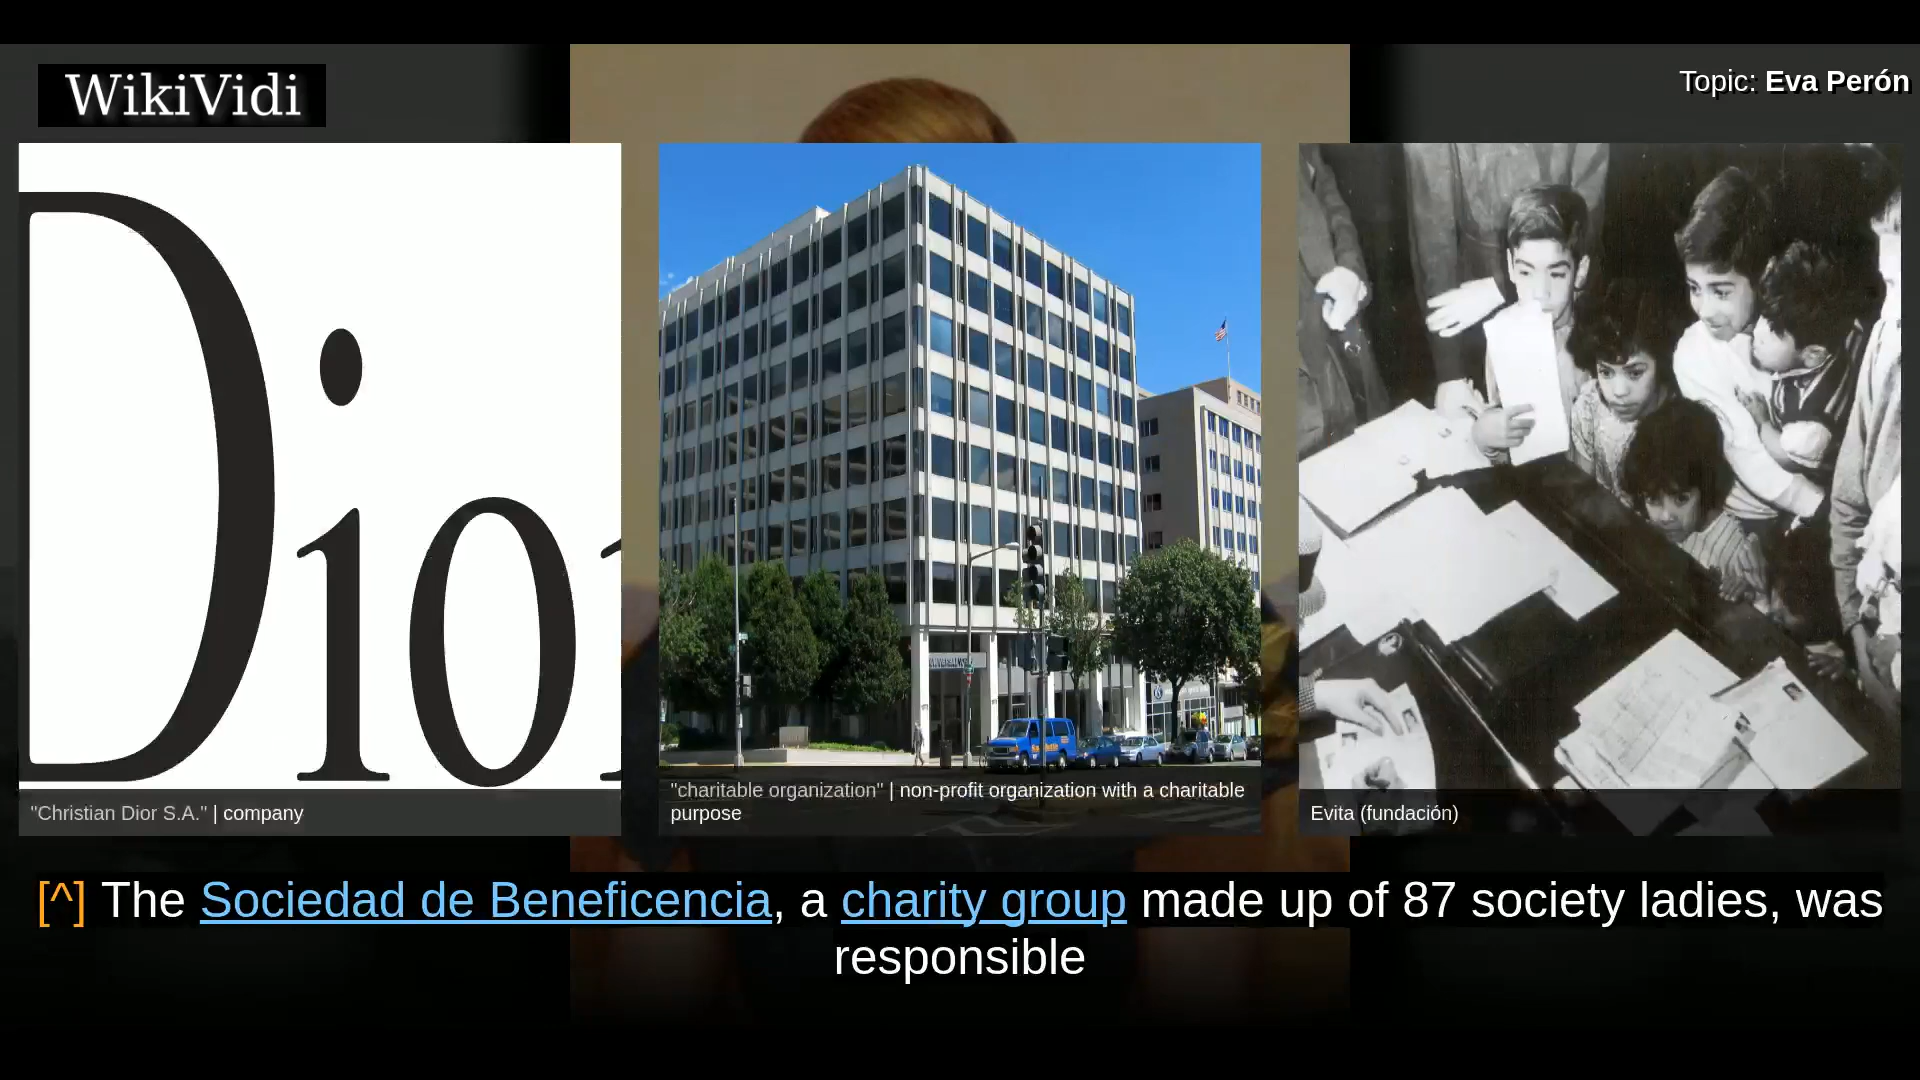 WikiVidi
Topic: Eva Perón
Dio
"Christian Dior S.A." | company
"charitable organization" | non-profit organization with a charitable
purpose
Evita (fundación)
[^] The Sociedad de Beneficencia, a charity group made up of 87 society ladies, was
responsible